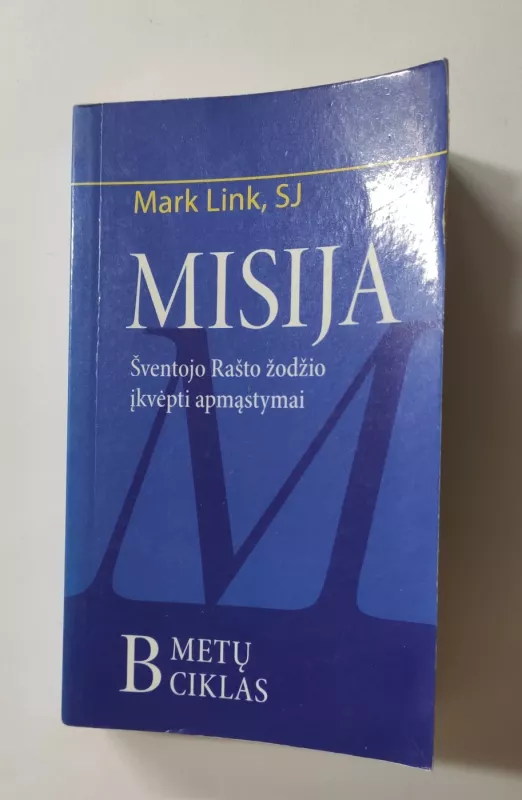 Mark Link, SJ
MISIJA
Šventojo Rašto žodžio
įkvėpti apmąstymai
M
B METŲ
CIKLAS